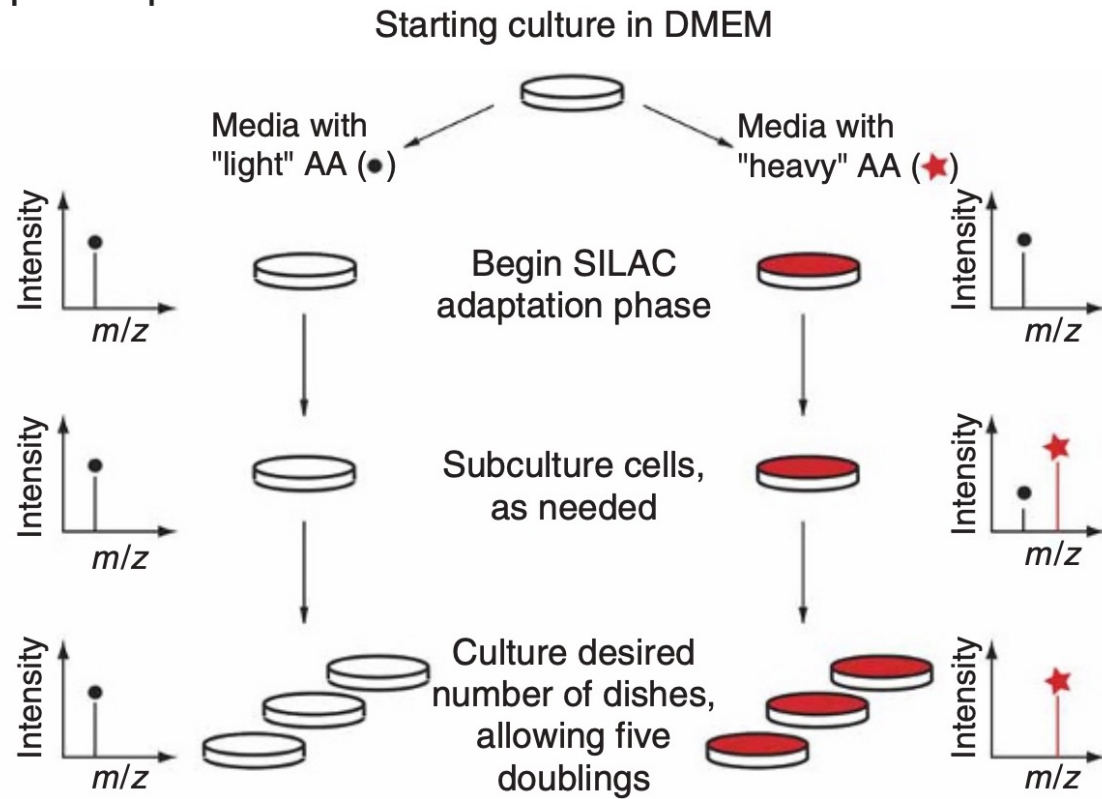 Starting culture in DMEM
Media with
"light" AA (●)
Media with
"heavy" AA (★)
Intensity
m/z
Begin SILAC
adaptation phase
Intensity
m/z
Intensity
m/z
Subculture cells,
as needed
Intensity
m/z
Intensity
m/z
Culture desired
number of dishes,
allowing five
doublings
Intensity
m/z